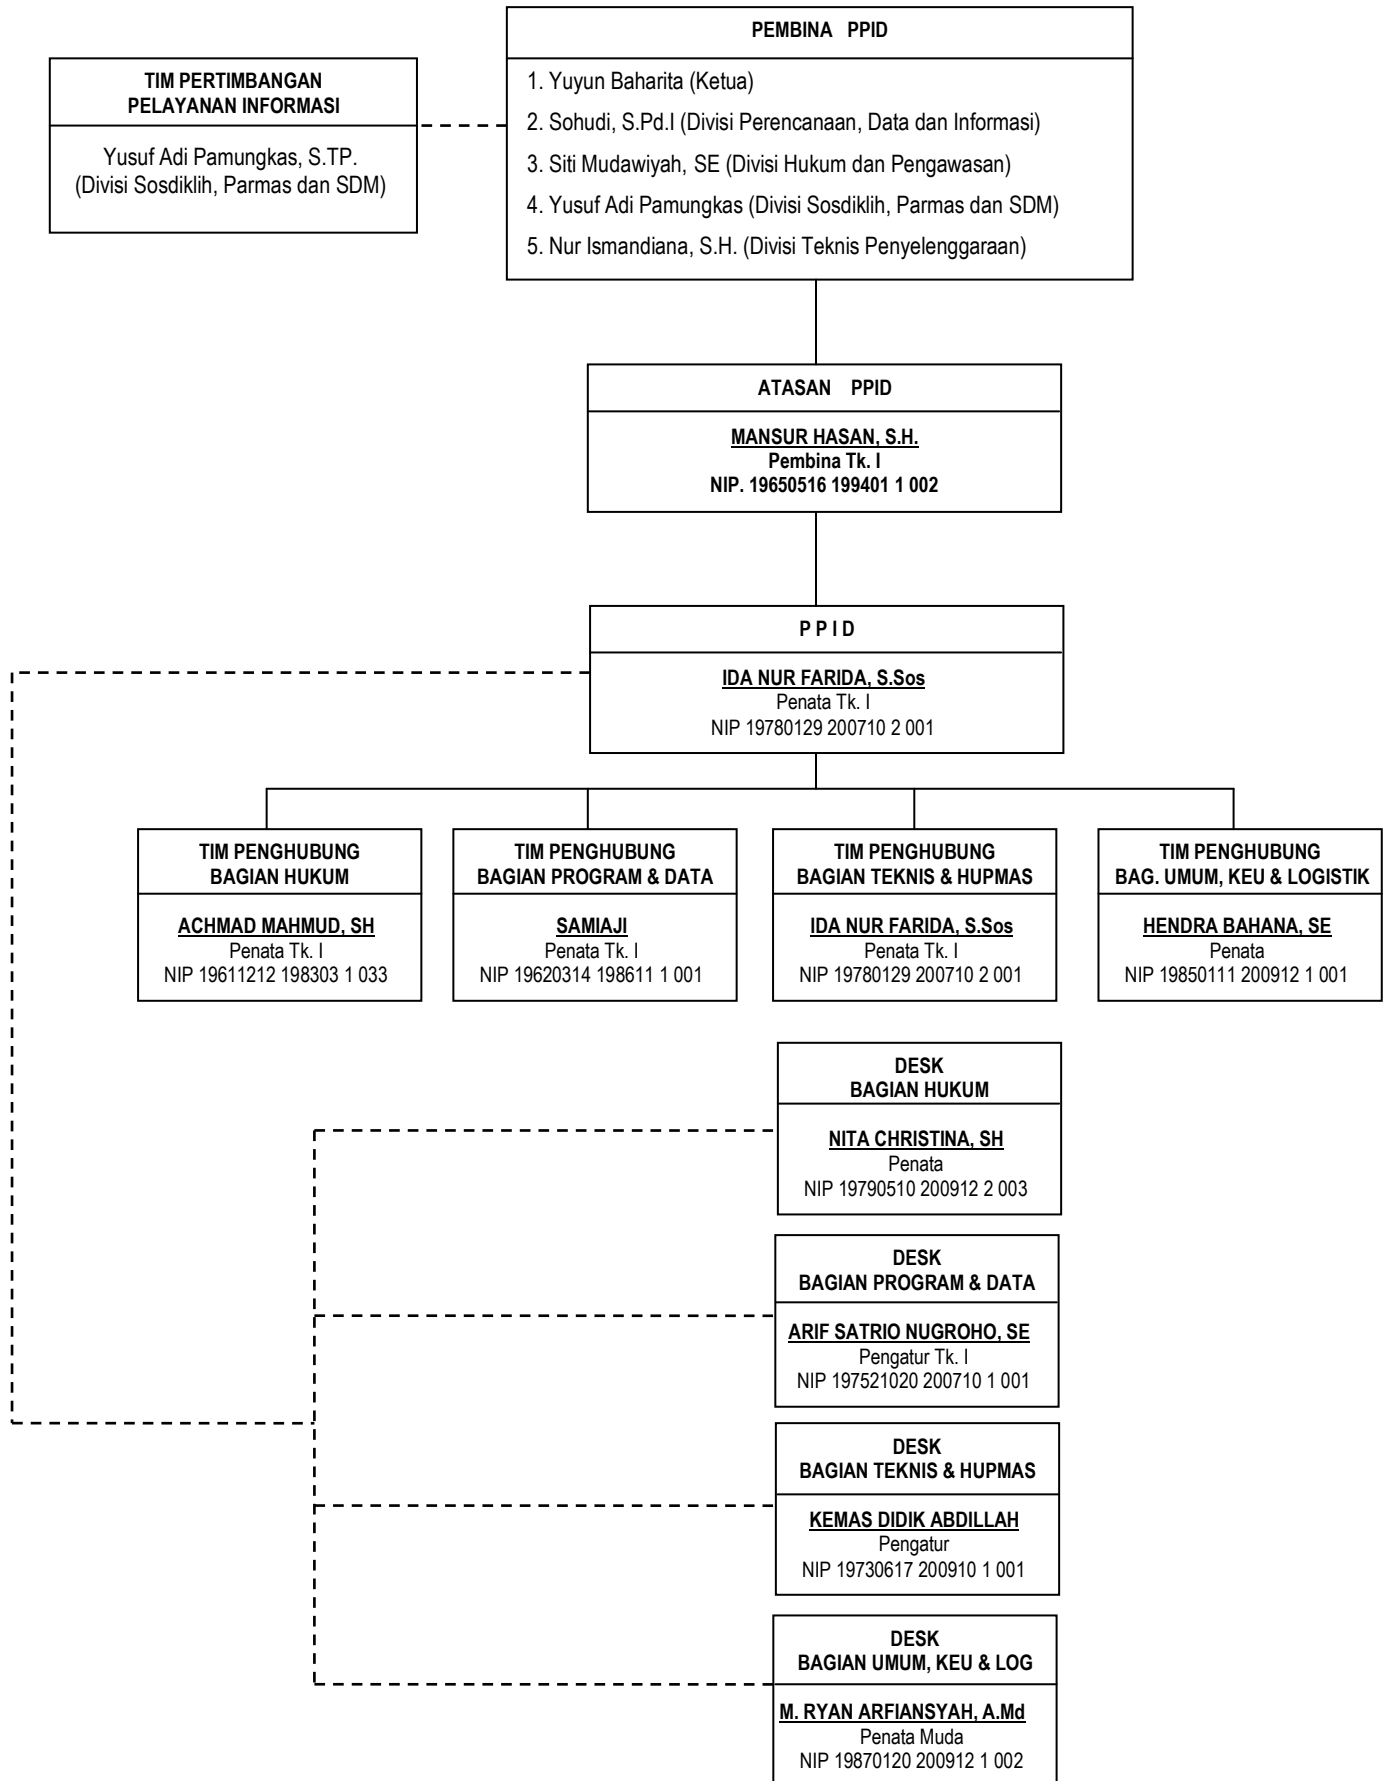 PEMBINA PPID
1. Yuyun Baharita (Ketua)
2. Sohudi, S.Pd.I (Divisi Perencanaan, Data dan Informasi)
3. Siti Mudawiyah, SE (Divisi Hukum dan Pengawasan)
4. Yusuf Adi Pamungkas (Divisi Sosdiklih, Parmas dan SDM)
5. Nur Ismandiana, S.H. (Divisi Teknis Penyelenggaraan)
TIM PERTIMBANGAN
PELAYANAN INFORMASI
Yusuf Adi Pamungkas, S.TP.
(Divisi Sosdiklih, Parmas dan SDM)
ATASAN PPID
MANSUR HASAN, S.H.
Pembina Tk. I
NIP. 19650516 199401 1 002
P P I D
IDA NUR FARIDA, S.Sos
Penata Tk. I
NIP 19780129 200710 2 001
TIM PENGHUBUNG
BAGIAN HUKUM
ACHMAD MAHMUD, SH
Penata Tk. I
NIP 19611212 198303 1 033
TIM PENGHUBUNG
BAGIAN PROGRAM & DATA
SAMIAJI
Penata Tk. I
NIP 19620314 198611 1 001
TIM PENGHUBUNG
BAGIAN TEKNIS & HUPMAS
IDA NUR FARIDA, S.Sos
Penata Tk. I
NIP 19780129 200710 2 001
TIM PENGHUBUNG
BAG. UMUM, KEU & LOGISTIK
HENDRA BAHANA, SE
Penata
NIP 19850111 200912 1 001
DESK
BAGIAN HUKUM
NITA CHRISTINA, SH
Penata
NIP 19790510 200912 2 003
DESK
BAGIAN PROGRAM & DATA
ARIF SATRIO NUGROHO, SE
Pengatur Tk. I
NIP 197521020 200710 1 001
DESK
BAGIAN TEKNIS & HUPMAS
KEMAS DIDIK ABDILLAH
Pengatur
NIP 19730617 200910 1 001
DESK
BAGIAN UMUM, KEU & LOG
M. RYAN ARFIANSYAH, A.Md
Penata Muda
NIP 19870120 200912 1 002